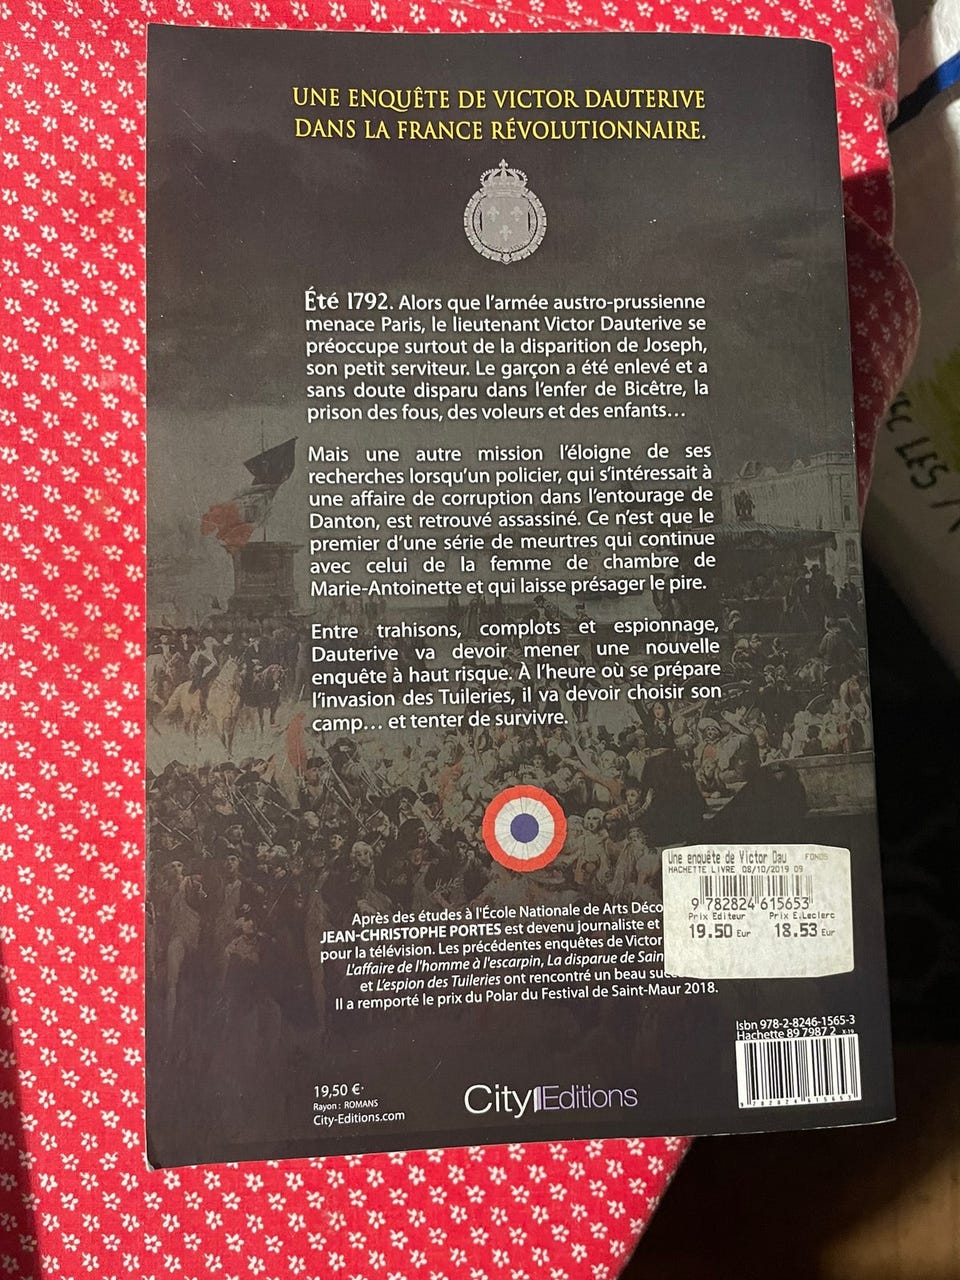 UNE ENQUÊTE DE VICTOR DAUTERIVE
DANS LA FRANCE RÉVOLUTIONNAIRE.
Été 1792. Alors que l'armée austro-prussienne
menace Paris, le lieutenant Victor Dauterive se
préoccupe surtout de la disparition de Joseph,
son petit serviteur. Le garçon a été enlevé et a
sans doute disparu dans l'enfer de Bicêtre, la
prison des fous, des voleurs et des enfants…
Mais une autre mission l'éloigne de ses
recherches lorsqu'un policier, qui s'intéressait à
une affaire de corruption dans l'entourage de
Danton, est retrouvé assassiné. Ce n'est que le
premier d'une série de meurtres qui continue
avec celui de la femme de chambre de
Marie-Antoinette et qui laisse présager le pire.
Entre trahisons, complots et espionnage,
Dauterive va devoir mener une nouvelle
enquête à haut risque. À l'heure où se prépare
l'invasion des Tuileries, il va devoir choisir son
camp… et tenter de survivre.
Une enquête de Victor Dau FONDS
HACHETTE LIVRE 08/10/2019 09
9 782824 615653
Prix Editeur Prix E.Leclerc
19.50 Eur 18.53 Eur
Après des études à l'École Nationale de Arts Déco
JEAN-CHRISTOPHE PORTES est devenu journaliste et
pour la télévision. Les précédentes enquêtes de Victor
L'affaire de l'homme à l'escarpin, La disparue de Sain
et L'espion des Tuileries ont rencontré un beau suc
Il a remporté le prix du Polar du Festival de Saint-Maur 2018.
Isbn 978-2-8246-1565-3
Hachette 89 7987 2 X-19
9 782824 615653
19,50 €
Rayon : ROMANS
City-Editions.com
City Editions